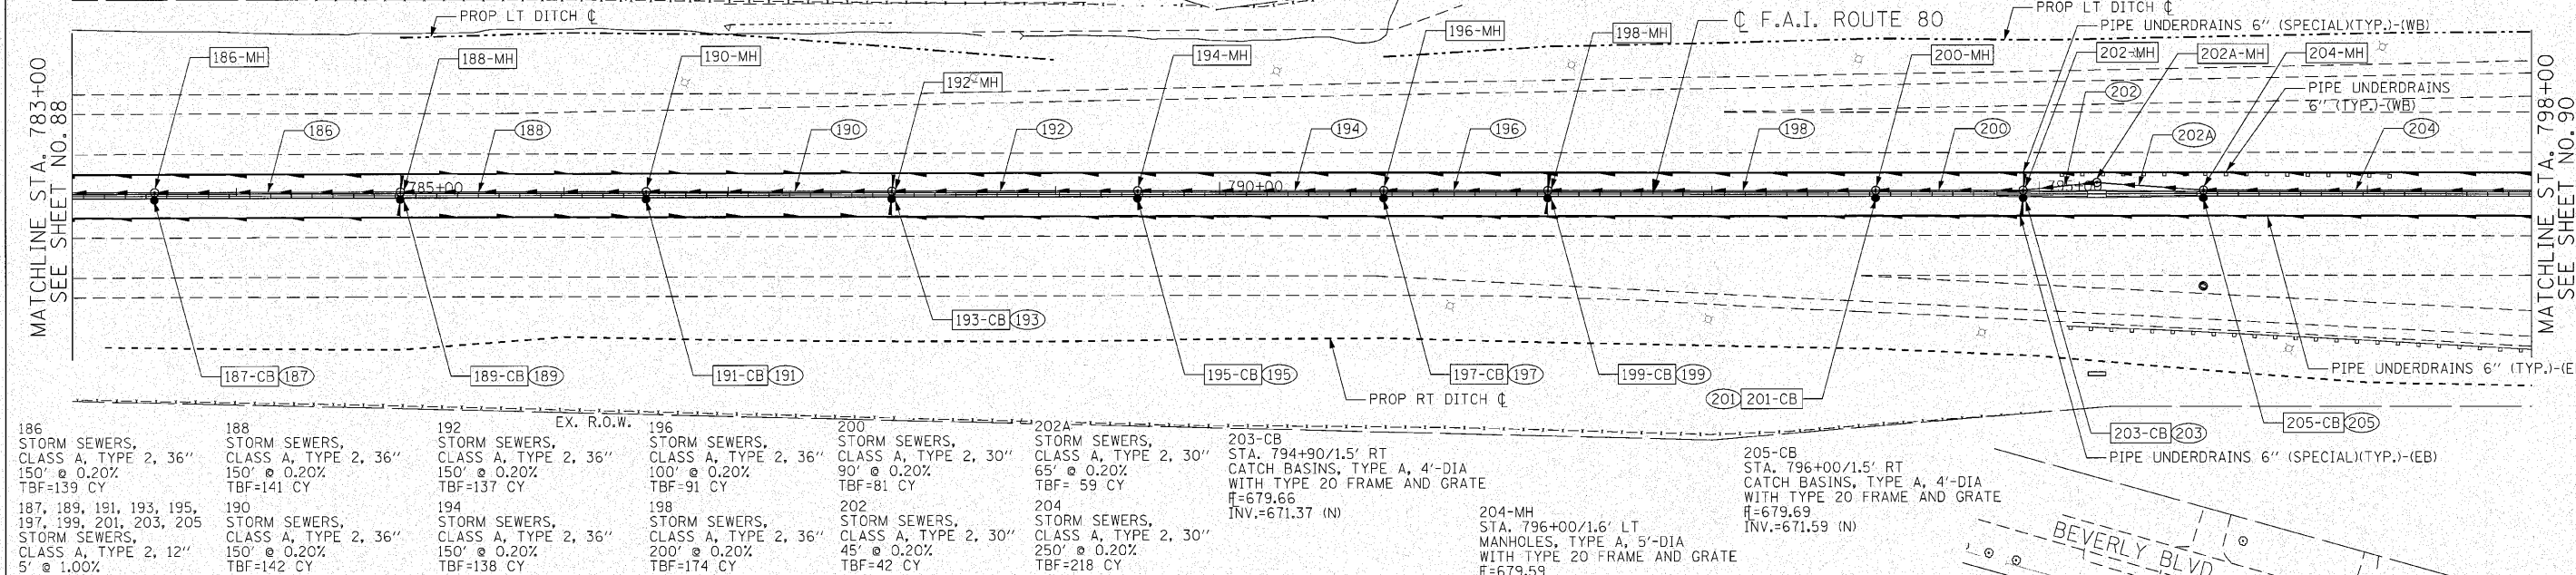 PROP LT DITCH ℄
℄ F.A.I. ROUTE 80
PROP LT DITCH ℄
PIPE UNDERDRAINS 6" (SPECIAL)(TYP.)-(WB)
186-MH
188-MH
190-MH
192-MH
194-MH
196-MH
198-MH
200-MH
202-MH
202A-MH
204-MH
PIPE UNDERDRAINS
6" (TYP.)-(WB)
MATCHLINE STA. 783+00
SEE SHEET NO. 88
186
188
190
192
194
196
198
200
202
202A
204
MATCHLINE STA. 798+00
SEE SHEET NO. 90
785+00
790+00
795+00
187-CB 187
189-CB 189
191-CB 191
193-CB 193
195-CB 195
197-CB 197
199-CB 199
201 201-CB
203-CB 203
205-CB 205
PROP RT DITCH ℄
PIPE UNDERDRAINS 6" (TYP.)-(E
PIPE UNDERDRAINS 6" (SPECIAL)(TYP.)-(EB)
EX. R.O.W.
186
STORM SEWERS,
CLASS A, TYPE 2, 36"
150' @ 0.20%
TBF=139 CY
187, 189, 191, 193, 195,
197, 199, 201, 203, 205
STORM SEWERS,
CLASS A, TYPE 2, 12"
5' @ 1.00%
188
STORM SEWERS,
CLASS A, TYPE 2, 36"
150' @ 0.20%
TBF=141 CY
190
STORM SEWERS,
CLASS A, TYPE 2, 36"
150' @ 0.20%
TBF=142 CY
192
STORM SEWERS,
CLASS A, TYPE 2, 36"
150' @ 0.20%
TBF=137 CY
194
STORM SEWERS,
CLASS A, TYPE 2, 36"
150' @ 0.20%
TBF=138 CY
196
STORM SEWERS,
CLASS A, TYPE 2, 36"
100' @ 0.20%
TBF=91 CY
198
STORM SEWERS,
CLASS A, TYPE 2, 36"
200' @ 0.20%
TBF=174 CY
200
STORM SEWERS,
CLASS A, TYPE 2, 30"
90' @ 0.20%
TBF=81 CY
202
STORM SEWERS,
CLASS A, TYPE 2, 30"
45' @ 0.20%
TBF=42 CY
202A
STORM SEWERS,
CLASS A, TYPE 2, 30"
65' @ 0.20%
TBF= 59 CY
204
STORM SEWERS,
CLASS A, TYPE 2, 30"
250' @ 0.20%
TBF=218 CY
203-CB
STA. 794+90/1.5' RT
CATCH BASINS, TYPE A, 4'-DIA
WITH TYPE 20 FRAME AND GRATE
℄=679.66
INV.=671.37 (N)
204-MH
STA. 796+00/1.6' LT
MANHOLES, TYPE A, 5'-DIA
WITH TYPE 20 FRAME AND GRATE
℄=679.59
205-CB
STA. 796+00/1.5' RT
CATCH BASINS, TYPE A, 4'-DIA
WITH TYPE 20 FRAME AND GRATE
℄=679.69
INV.=671.59 (N)
BEVERLY BLVD